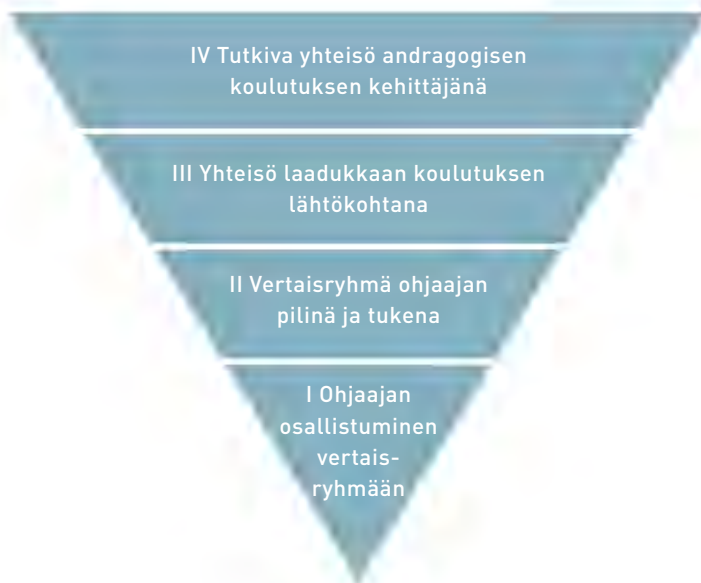 IV Tutkiva yhteisö andragogisen
koulutuksen kehittäjänä
III Yhteisö laadukkaan koulutuksen
lähtökohtana
II Vertaisryhmä ohjaajan
pilinä ja tukena
I Ohjaajan
osallistuminen
vertais-
ryhmään